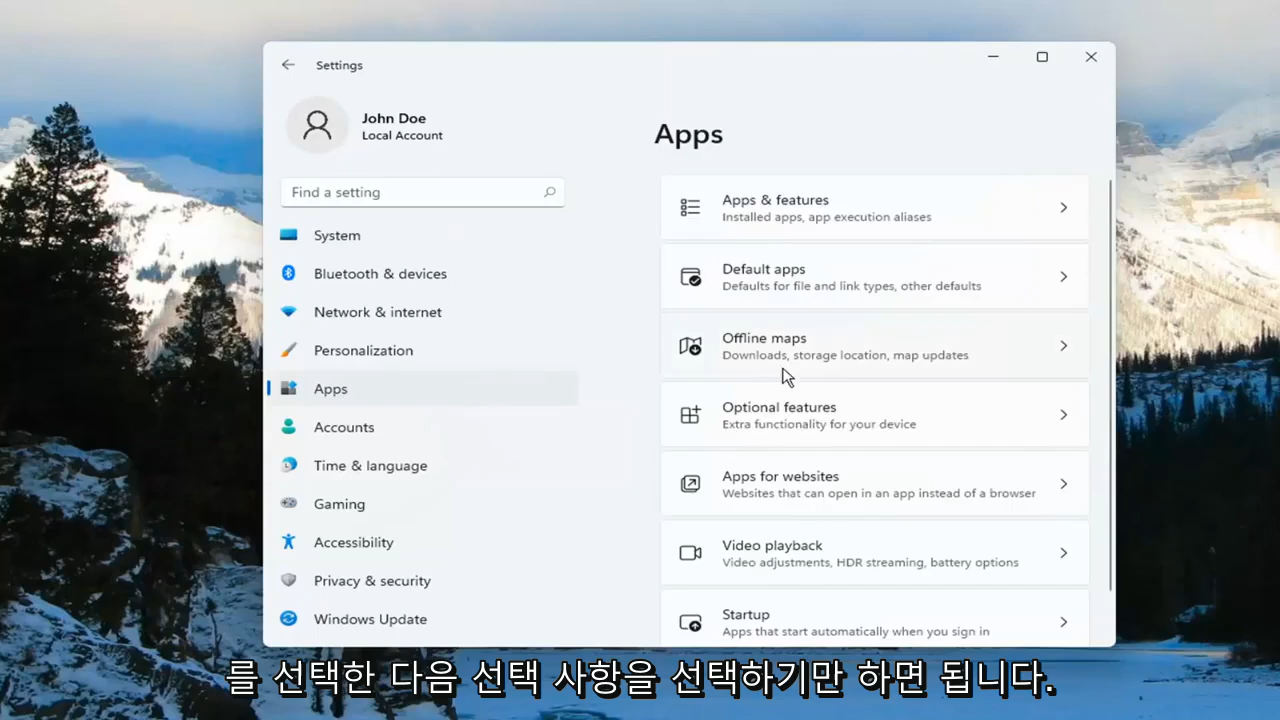 Settings
John Doe
Local Account
Find a setting
System
Bluetooth & devices
Network & internet
Personalization
Apps
Accounts
Time & language
Gaming
Accessibility
Privacy & security
Windows Update
Apps
Apps & features
Installed apps, app execution aliases
Default apps
Defaults for file and link types, other defaults
Offline maps
Downloads, storage location, map updates
Optional features
Extra functionality for your device
Apps for websites
Websites that can open in an app instead of a browser
Video playback
Video adjustments, HDR streaming, battery options
Startup
Apps that start automatically when you sign in
를 선택한 다음 선택 사항을 선택하기만 하면 됩니다.